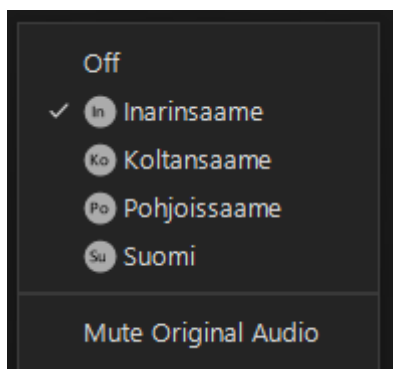 Off
In Inarinsaame
Ko Koltansaame
Po Pohjoissaame
Su Suomi
Mute Original Audio